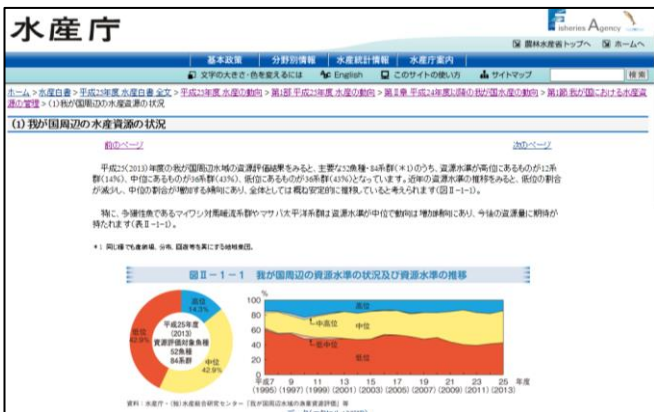 水産庁
Fisheries Agency
農林水産省トップへ ホームへ
基本政策 分野別情報 水産統計情報 水産庁案内
文字の大きさ・色を変えるには English このサイトの使い方 サイトマップ 検索
ホーム > 水産白書 > 平成25年度 水産白書 全文 > 平成25年度 水産の動向 > 第1部 平成25年度 水産の動向 > 第Ⅱ章 平成24年度以降の我が国水産の動向 > 第1節 我が国における水産資
源の管理 > (1)我が国周辺の水産資源の状況
(1)我が国周辺の水産資源の状況
前のページ 次のページ
平成25(2013)年度の我が国周辺水域の資源評価結果をみると、主要な52魚種・84系群(*1)のうち、資源水準が高位にあるものが12系
群(14%)、中位にあるものが36系群(43%)、低位にあるものが36系群(43%)となっています。近年の資源水準の推移をみると、低位の割合
が減少し、中位の割合が増加する傾向にあり、全体としては概ね安定的に推移していると考えられます(図Ⅱ-1-1)。
特に、多獲性魚であるマイワシ対馬暖流系群やマサバ太平洋系群は資源水準が中位で動向は増加傾向にあり、今後の資源量に期待が
持たれます(表Ⅱ-1-1)。
*1 同じ種でも産卵場、分布、回遊等を異にする地域集団。
図Ⅱ-1-1 我が国周辺の資源水準の状況及び資源水準の推移
高位
14.3%
低位
42.9%
平成25年度
(2013)
資源評価対象魚種
52魚種
84系群
中位
42.9%
%
100
80
60
40
20
0
高位
中高位
中位
低中位
低位
平成7 9 11 13 15 17 19 21 23 25 年度
(1995) (1997) (1999) (2001) (2003) (2005) (2007) (2009) (2011) (2013)
資料:水産庁・(独)水産総合研究センター「我が国周辺水域の漁業資源評価」等